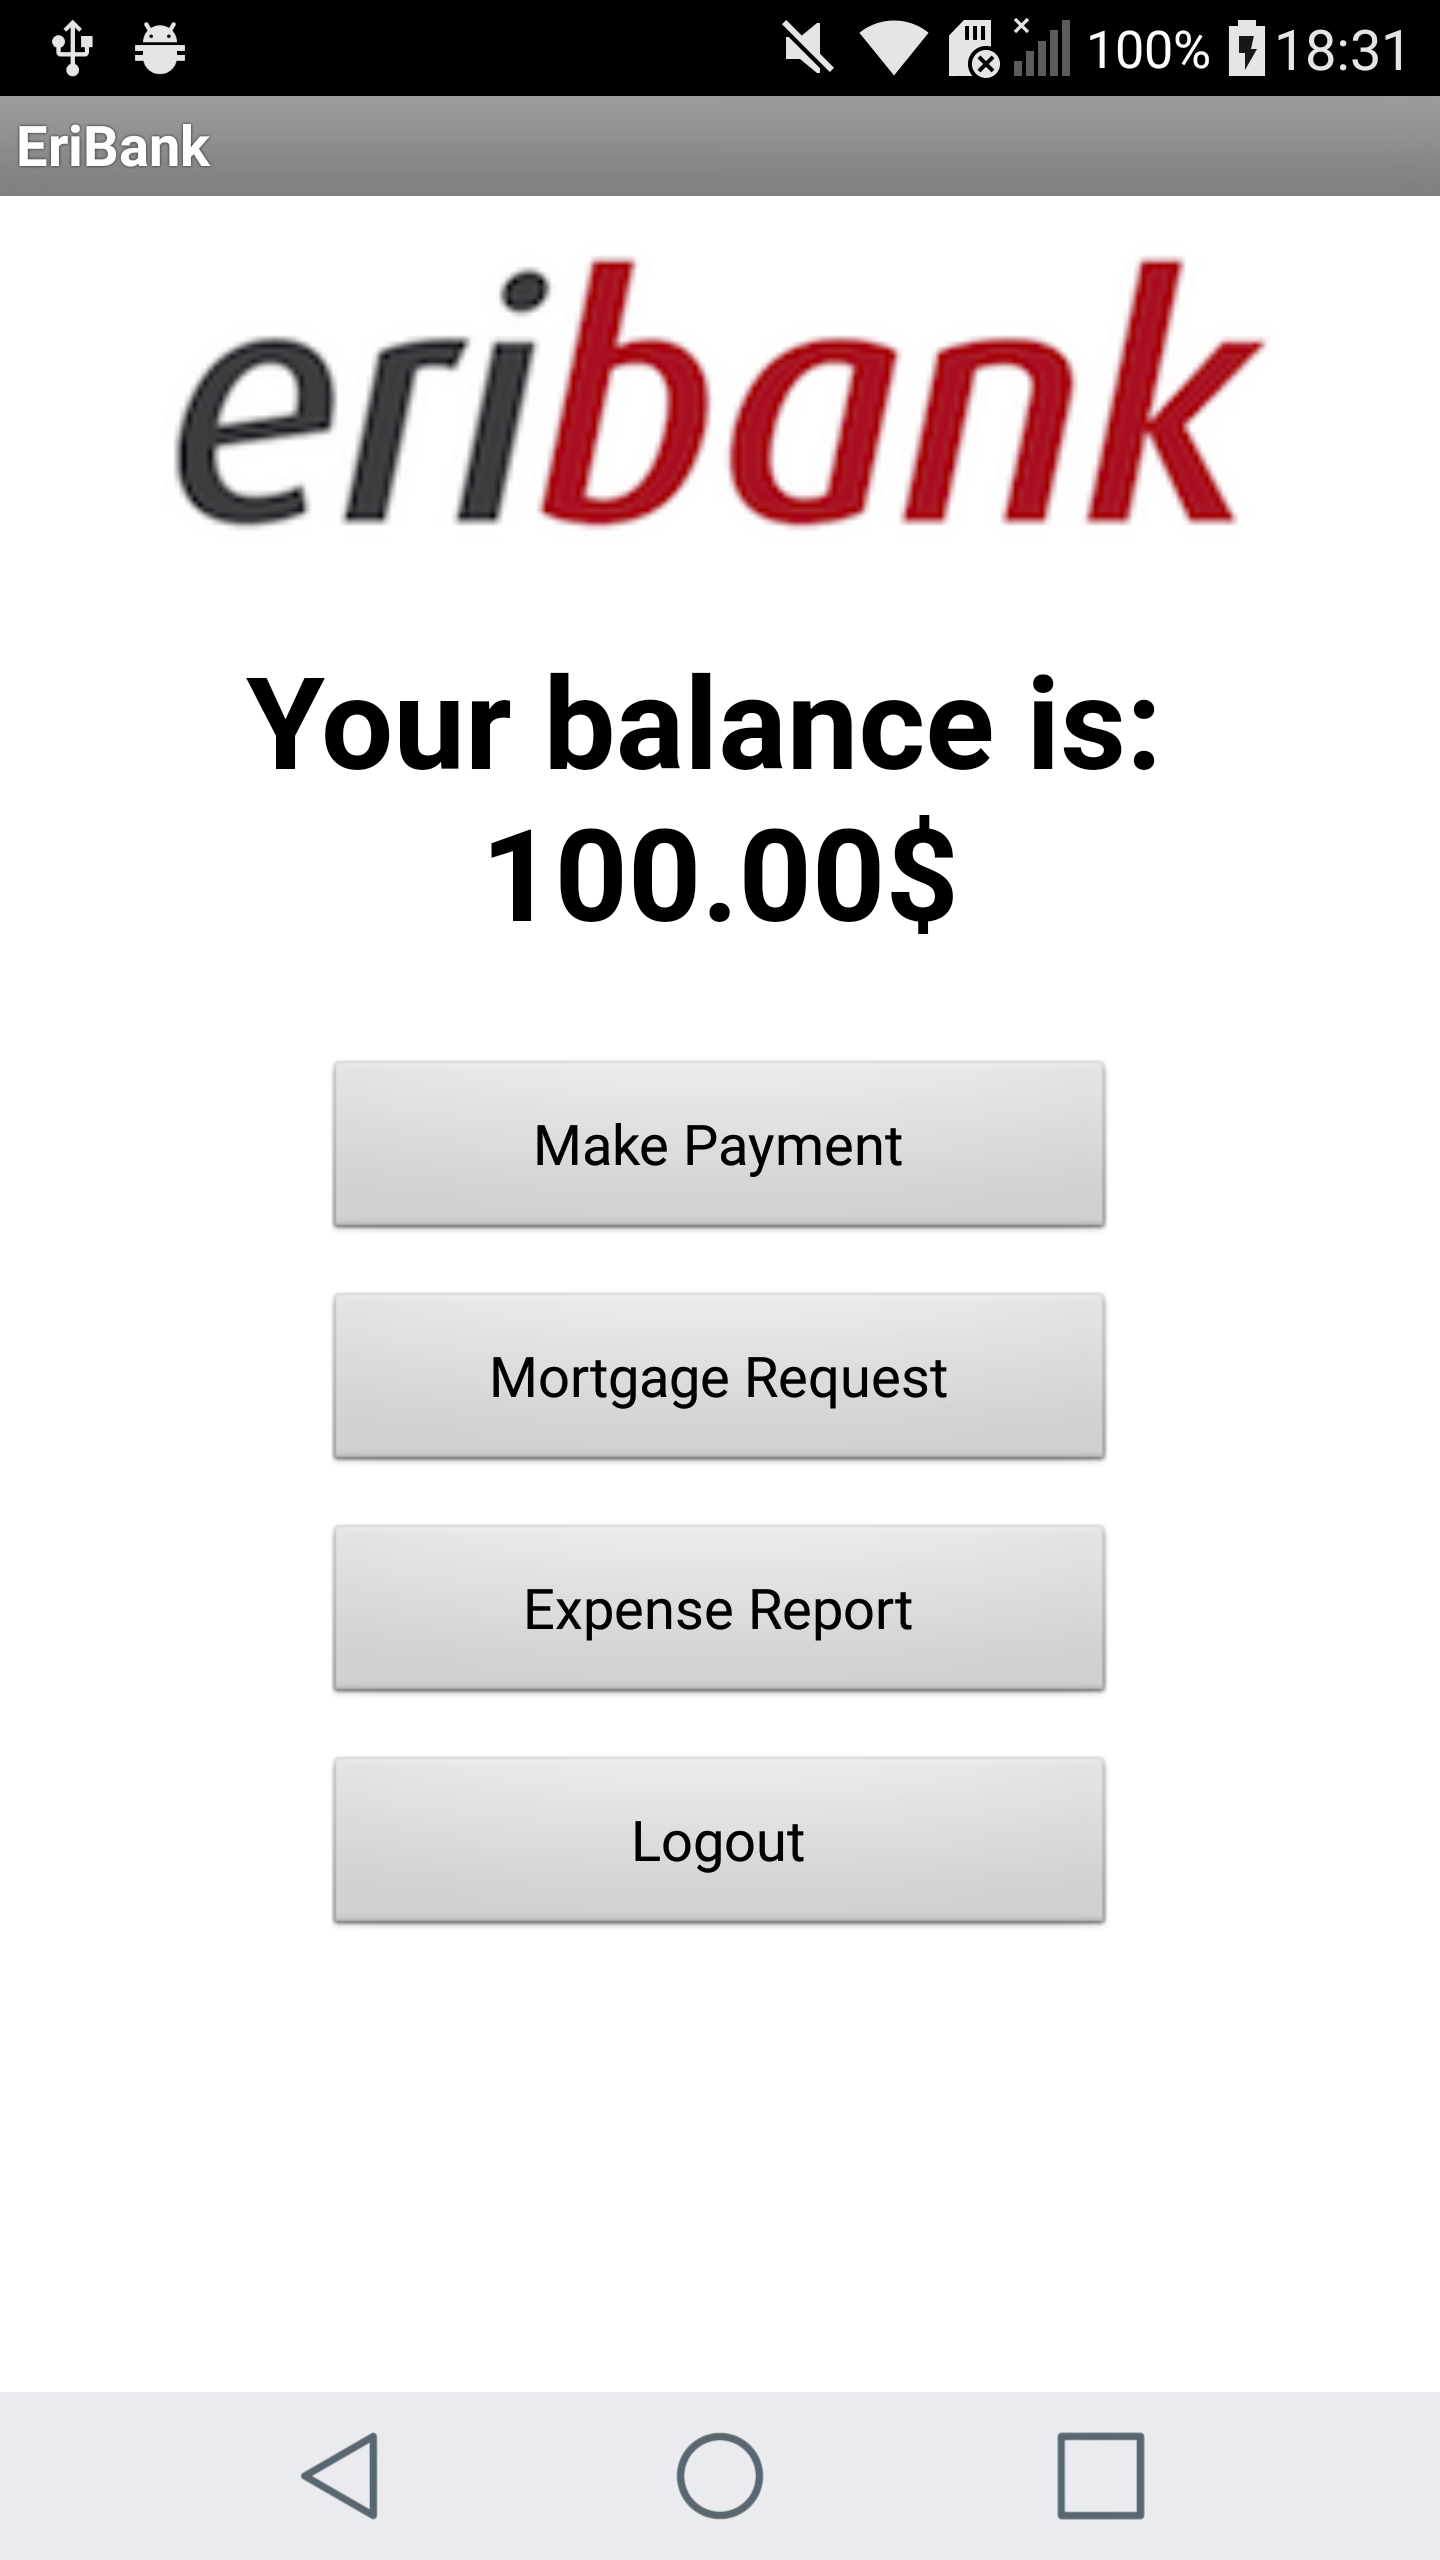 100% 18:31
EriBank
eribank
Your balance is:
100.00$
Make Payment
Mortgage Request
Expense Report
Logout